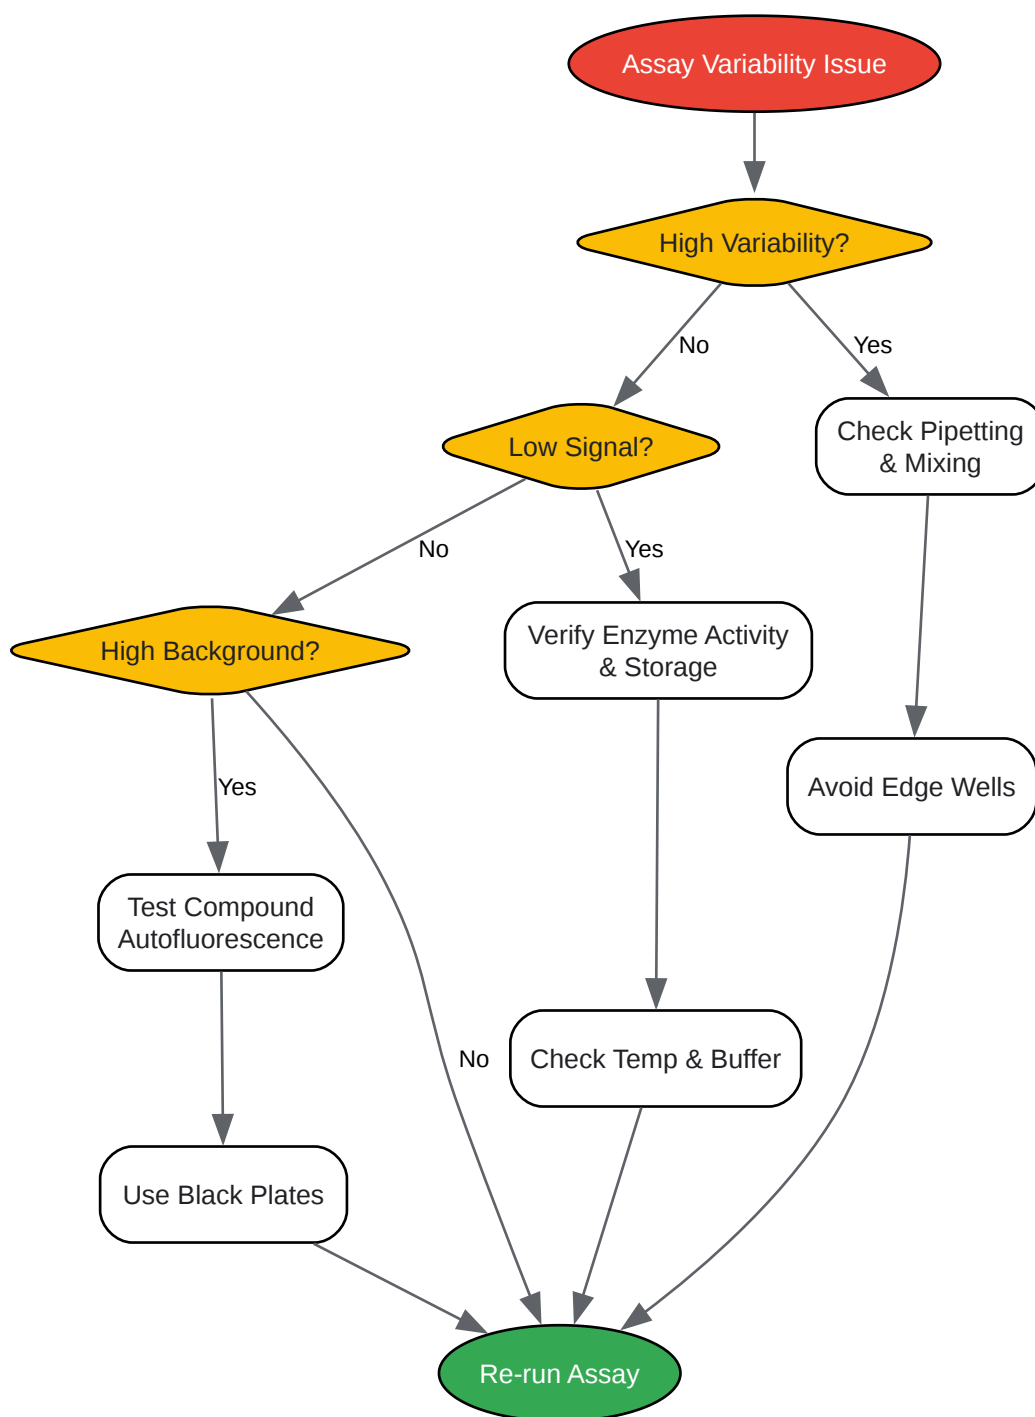 Assay Variability Issue
High Variability?
No
Yes
Low Signal?
Check Pipetting
& Mixing
No
Yes
High Background?
Verify Enzyme Activity
& Storage
Yes
Avoid Edge Wells
Test Compound
Autofluorescence
No
Check Temp & Buffer
Use Black Plates
Re-run Assay